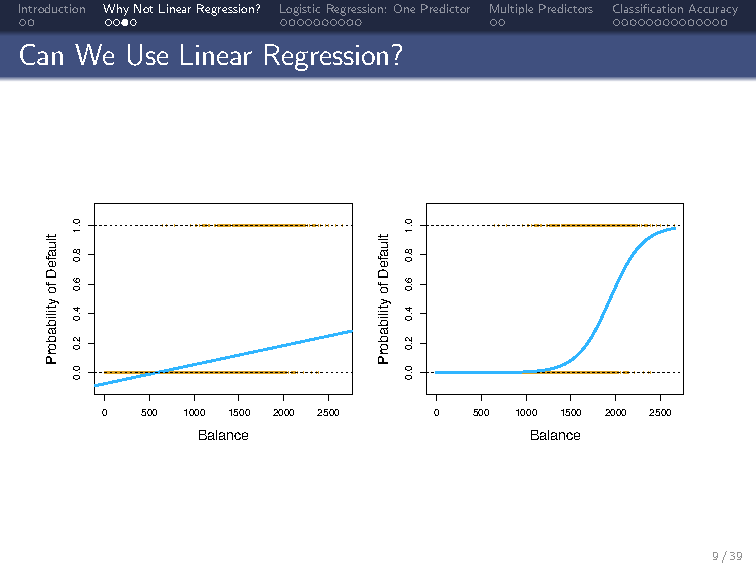 Introduction Why Not Linear Regression? Logistic Regression: One Predictor Multiple Predictors Classification Accuracy
Can We Use Linear Regression?
Probability of Default
0.0 0.2 0.4 0.6 0.8 1.0
0 500 1000 1500 2000 2500
Balance
Probability of Default
0.0 0.2 0.4 0.6 0.8 1.0
0 500 1000 1500 2000 2500
Balance
9 / 39